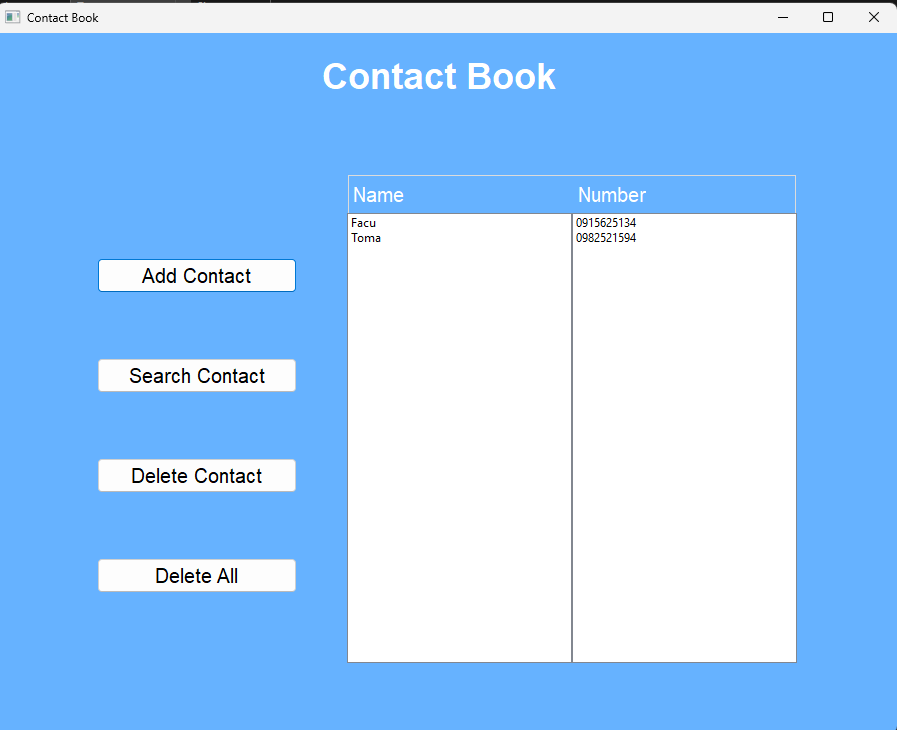 Contact Book
Contact Book
Name Number
Facu 0915625134
Toma 0982521594
Add Contact
Search Contact
Delete Contact
Delete All